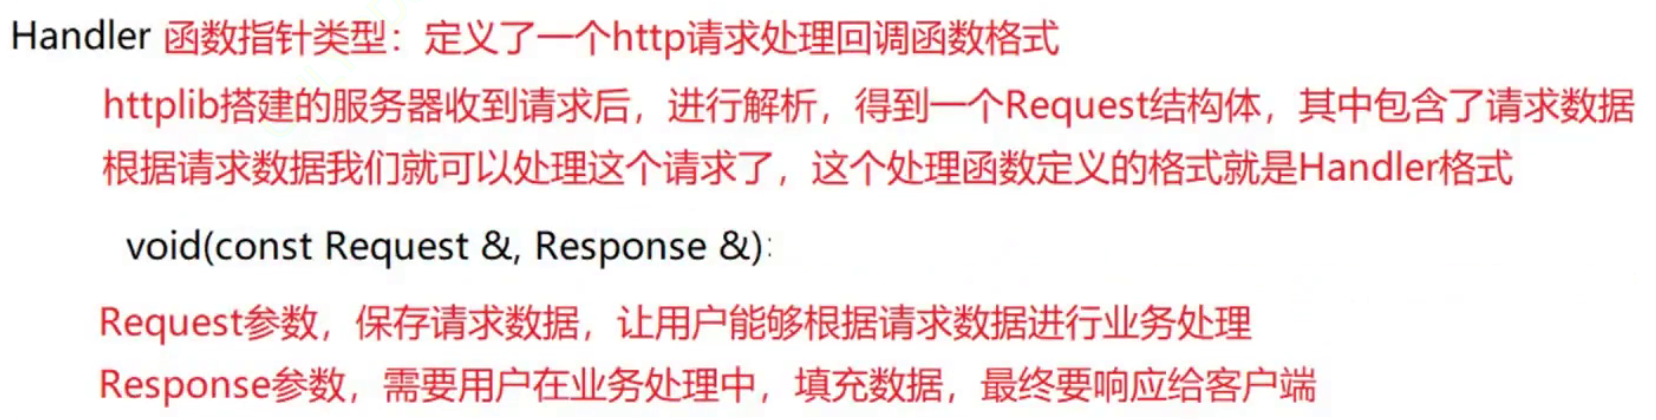 Handler 函数指针类型：定义了一个http请求处理回调函数格式
httplib搭建的服务器收到请求后，进行解析，得到一个Request结构体，其中包含了请求数据
根据请求数据我们就可以处理这个请求了，这个处理函数定义的格式就是Handler格式
void(const Request &, Response &):
Request参数，保存请求数据，让用户能够根据请求数据进行业务处理
Response参数，需要用户在业务处理中，填充数据，最终要响应给客户端